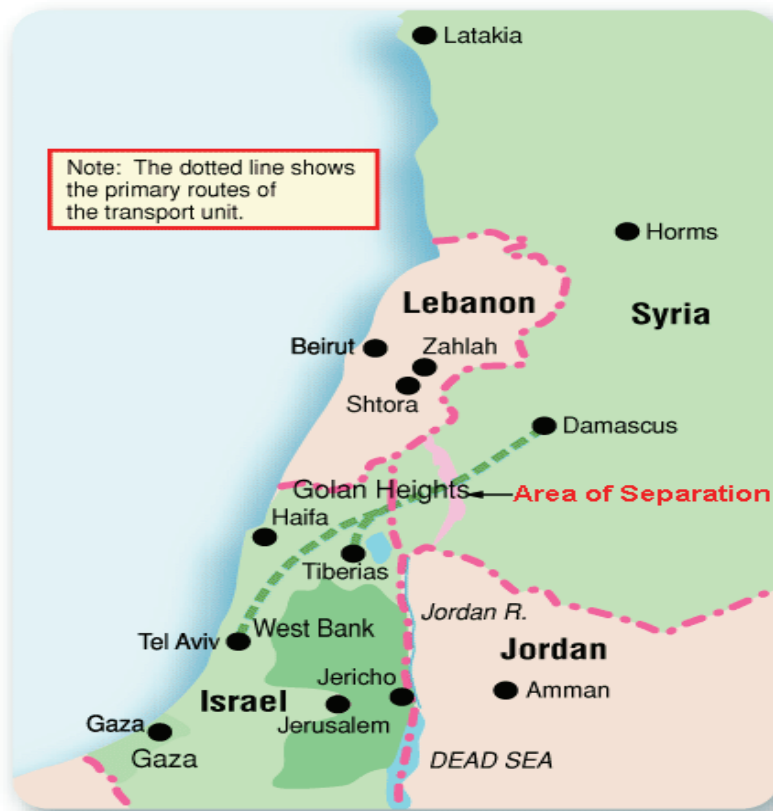 Latakia
Note: The dotted line shows
the primary routes of
the transport unit.
Horms
Lebanon
Syria
Beirut
Zahlah
Shtora
Damascus
Golan Heights
Area of Separation
Haifa
Tiberias
Jordan R.
West Bank
Tel Aviv
Jordan
Jericho
Israel
Amman
Jerusalem
Gaza
Gaza
DEAD SEA